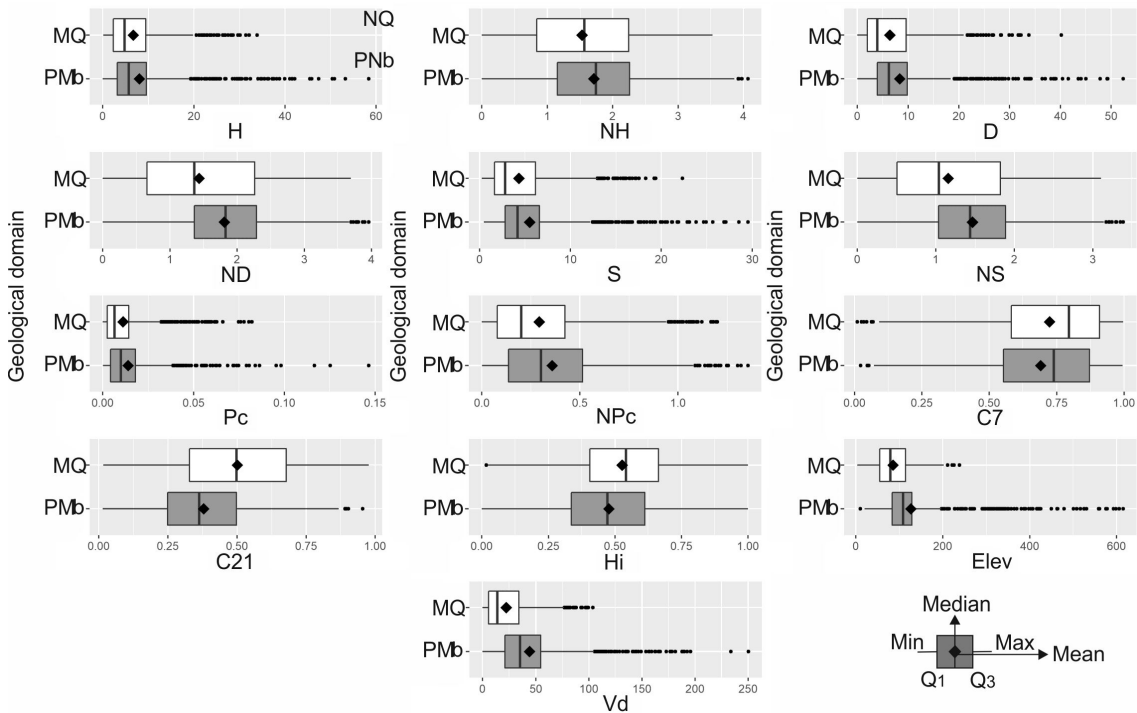 MQ NQ MQ MQ
PMb PNb PMb PMb
0 20 40 60 0 1 2 3 4 0 10 20 30 40 50
H NH D
Geological domain Geological domain Geological domain
MQ MQ MQ
PMb PMb PMb
0 1 2 3 4 0 10 20 30 0 1 2 3
ND S NS
MQ MQ MQ
PMb PMb PMb
0.00 0.05 0.10 0.15 0.0 0.5 1.0 0.00 0.25 0.50 0.75 1.00
Pc NPc C7
MQ MQ MQ
PMb PMb PMb
0.00 0.25 0.50 0.75 1.00 0.00 0.25 0.50 0.75 1.00 0 200 400 600
C21 Hi Elev
MQ
PMb
0 50 100 150 200 250
Vd
Median
Min Max
Mean
Q1 Q3